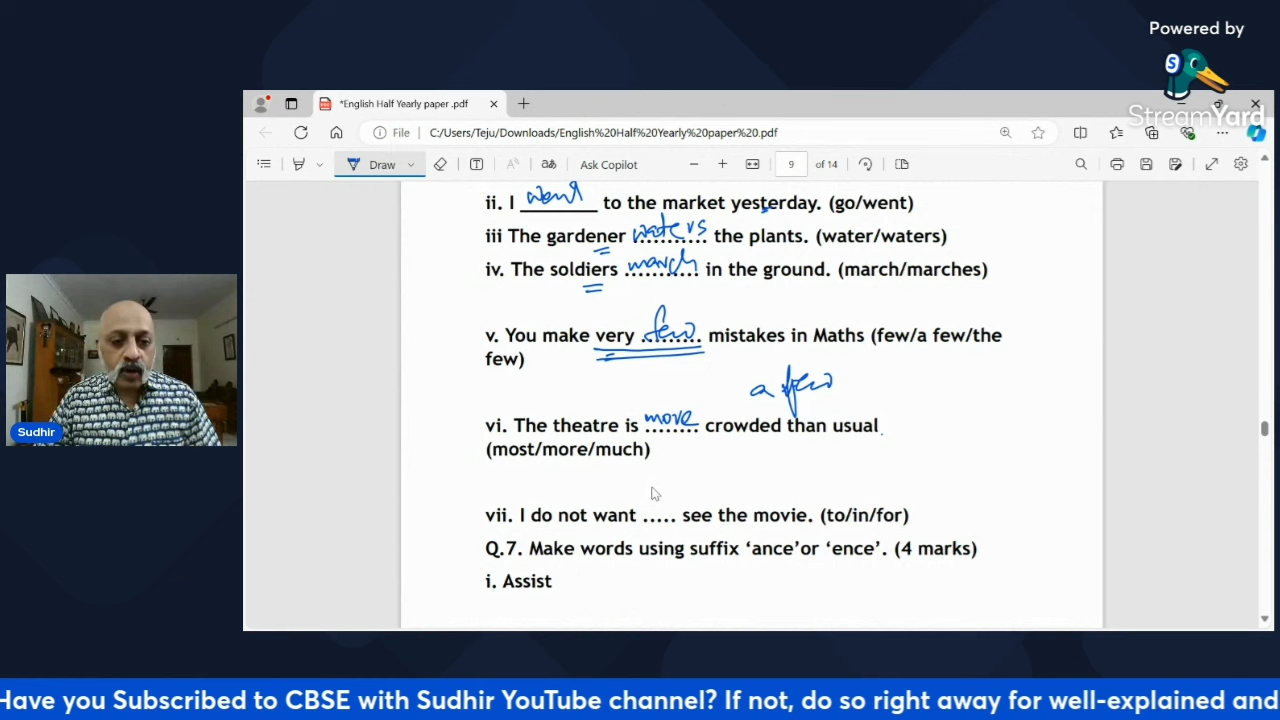 Powered by
S
StreamYard
*English Half Yearly paper .pdf
File C:/Users/Teju/Downloads/English%20Half%20Yearly%20paper%20.pdf
Draw Ask Copilot 9 of 14
ii. I went to the market yesterday. (go/went)
iii The gardener waters the plants. (water/waters)
iv. The soldiers march in the ground. (march/marches)
v. You make very few mistakes in Maths (few/a few/the
few)
a few
vi. The theatre is more crowded than usual
(most/more/much)
vii. I do not want ..... see the movie. (to/in/for)
Q.7. Make words using suffix ‘ance’or ‘ence’. (4 marks)
i. Assist
Sudhir
Have you Subscribed to CBSE with Sudhir YouTube channel? If not, do so right away for well-explained and